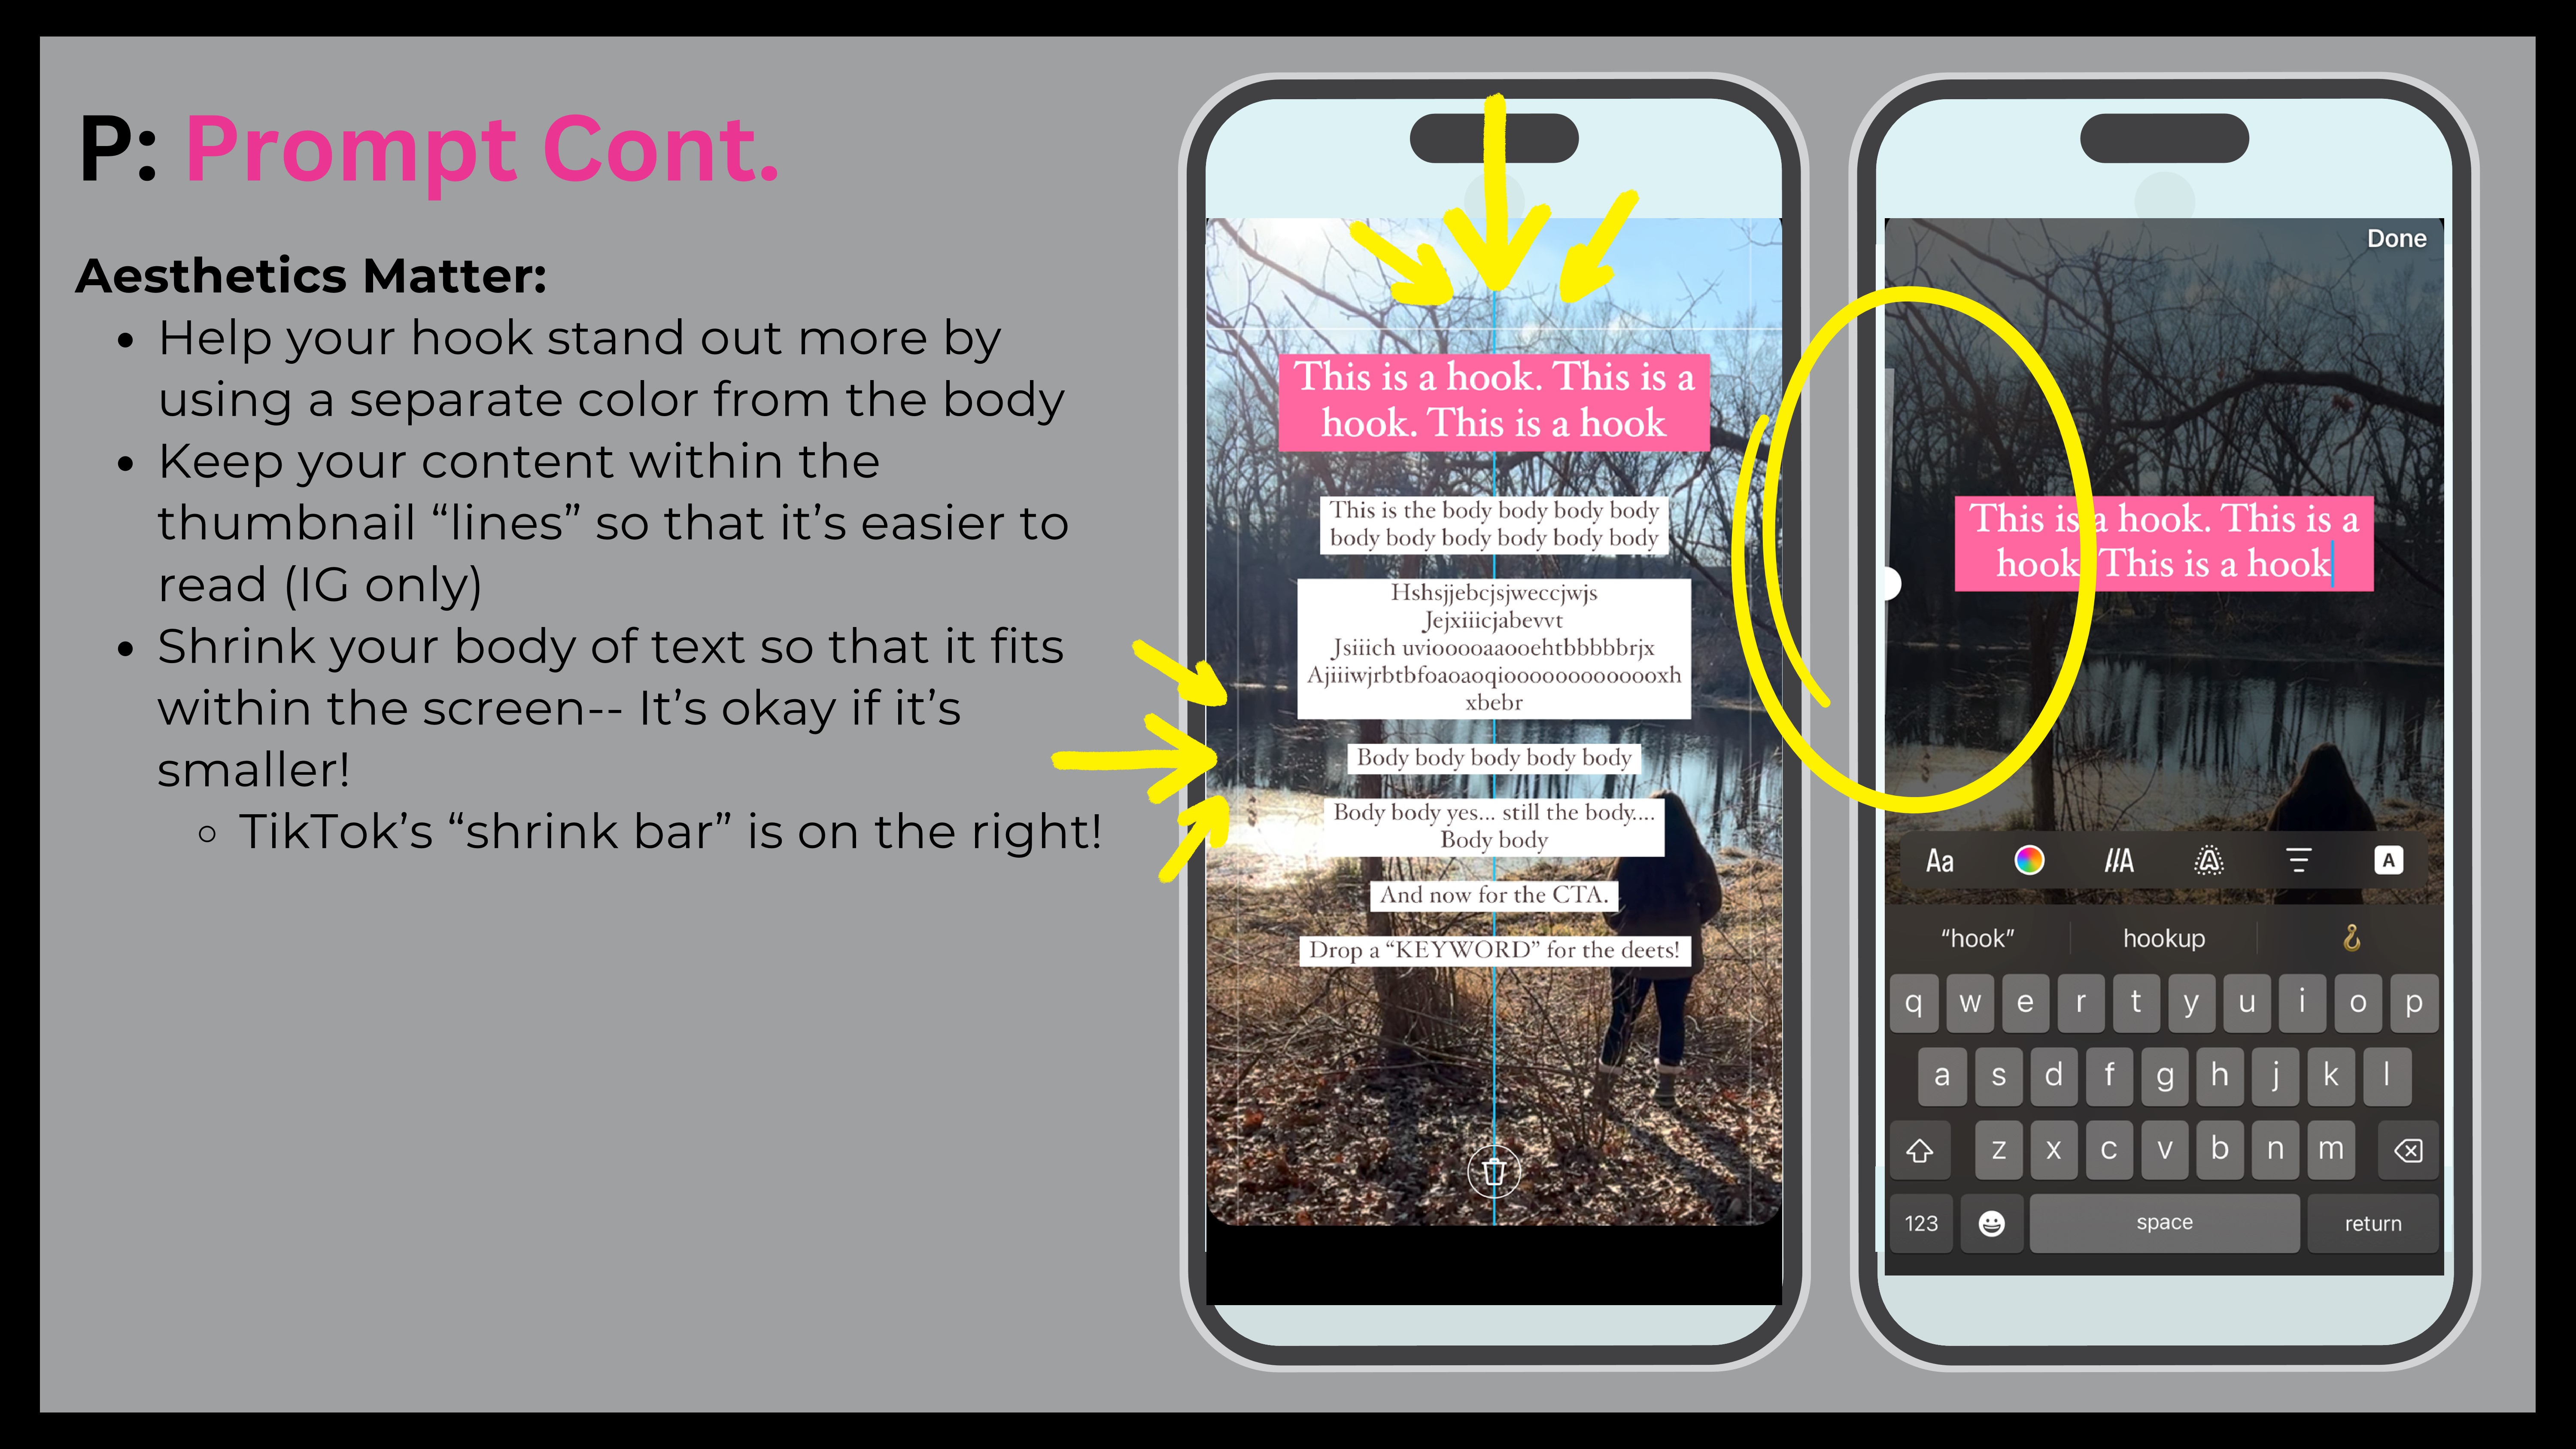 P: Prompt Cont.
Aesthetics Matter:
• Help your hook stand out more by
using a separate color from the body
• Keep your content within the
thumbnail “lines” so that it’s easier to
read (IG only)
• Shrink your body of text so that it fits
within the screen-- It’s okay if it’s
smaller!
○ TikTok’s “shrink bar” is on the right!
This is a hook. This is a
hook. This is a hook
This is the body body body body
body body body body body body
Hshsjjebcjsjweccjwjs
Jejxiiicjabevvt
Jsiiich uviooooaaooehtbbbbbrjx
Ajiiiwjrbtbfoaoaoqioooooooooooooxh
xbebr
Body body body body body
Body body yes... still the body....
Body body
And now for the CTA.
Drop a “KEYWORD” for the deets!
Done
This is a hook. This is a
hook. This is a hook
Aa //A A A
“hook” hookup
q w e r t y u i o p
a s d f g h j k l
z x c v b n m
123 space return